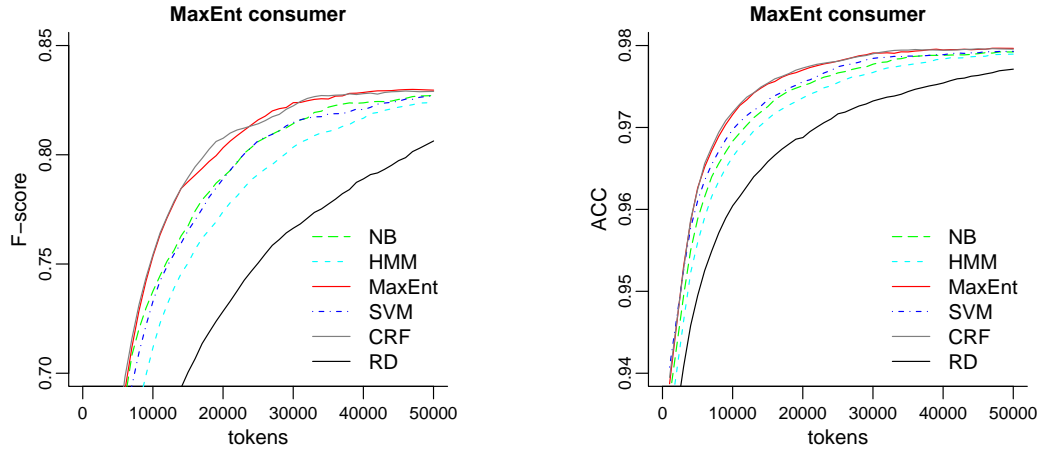 MaxEnt consumer
F-score
0.85
0.80
0.75
0.70
NB
HMM
MaxEnt
SVM
CRF
RD
0 10000 20000 30000 40000 50000
tokens
MaxEnt consumer
ACC
0.98
0.97
0.96
0.95
0.94
NB
HMM
MaxEnt
SVM
CRF
RD
0 10000 20000 30000 40000 50000
tokens